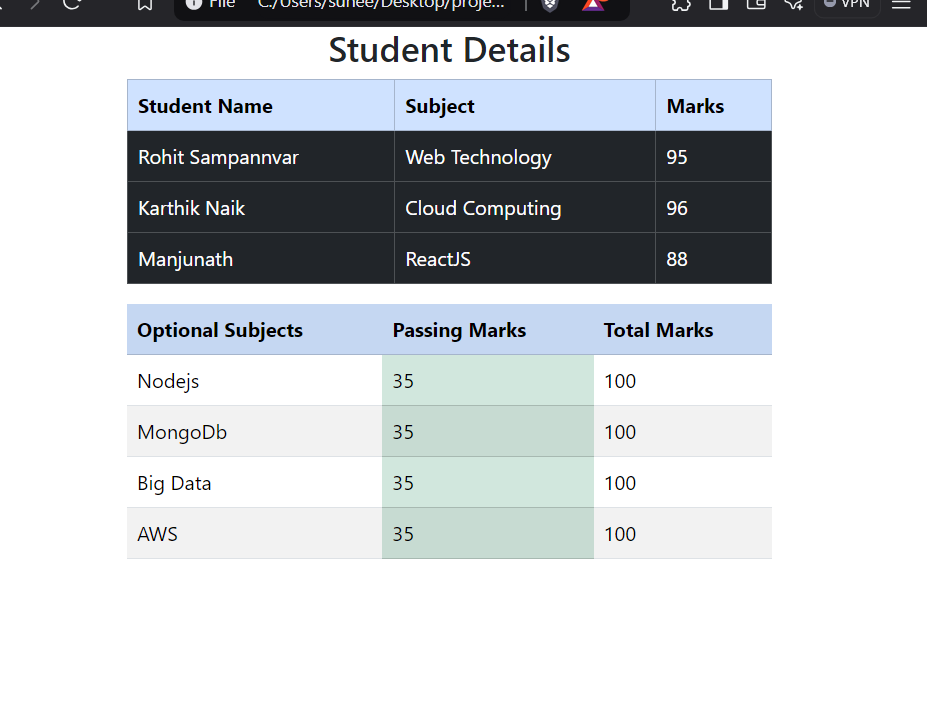 File C:/Users/sunee/Desktop/proje... VPN
Student Details
Student Name Subject Marks
Rohit Sampannvar Web Technology 95
Karthik Naik Cloud Computing 96
Manjunath ReactJS 88
Optional Subjects Passing Marks Total Marks
Nodejs 35 100
MongoDb 35 100
Big Data 35 100
AWS 35 100